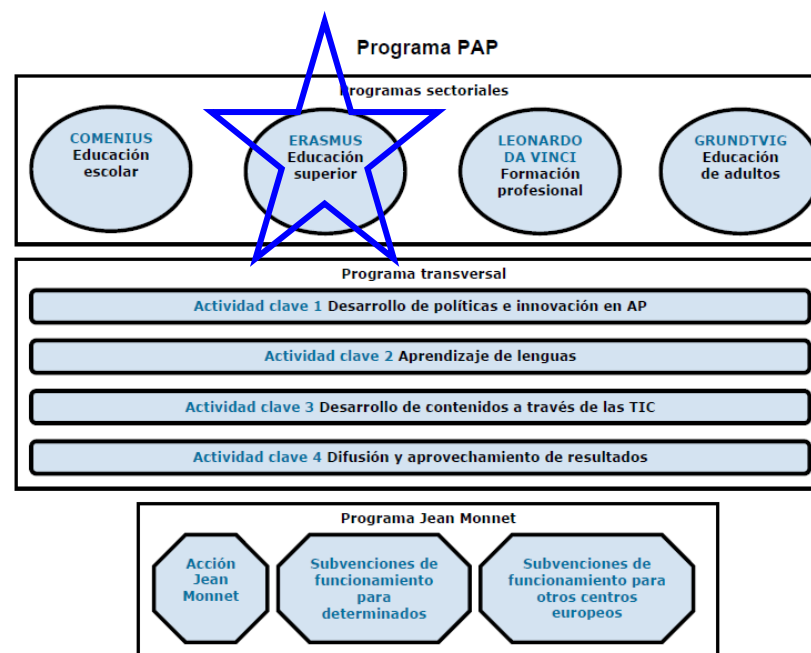 Programa PAP
Programas sectoriales
COMENIUS
Educación
escolar
ERASMUS
Educación
superior
LEONARDO
DA VINCI
Formación
profesional
GRUNDTVIG
Educación
de adultos
Programa transversal
Actividad clave 1 Desarrollo de políticas e innovación en AP
Actividad clave 2 Aprendizaje de lenguas
Actividad clave 3 Desarrollo de contenidos a través de las TIC
Actividad clave 4 Difusión y aprovechamiento de resultados
Programa Jean Monnet
Acción
Jean
Monnet
Subvenciones de
funcionamiento
para
determinados
Subvenciones de
funcionamiento para
otros centros
europeos